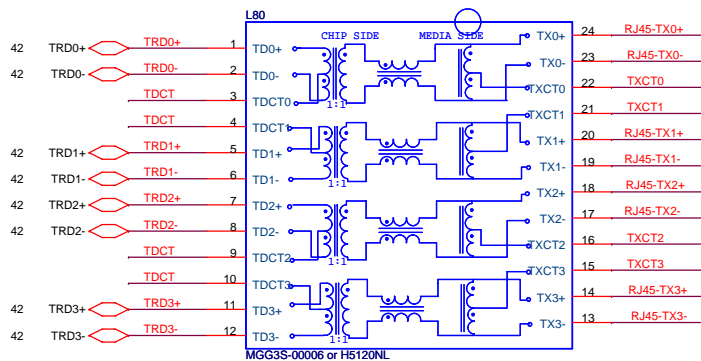 L80
CHIP SIDE MEDIA SIDE
42 TRD0+ TRD0+ 1 TD0+ TX0+ 24 RJ45-TX0+
42 TRD0- TRD0- 2 TD0- TX0- 23 RJ45-TX0-
TDCT 3 TDCT0 TXCT0 22 TXCT0
1:1
TDCT 4 TDCT1 TXCT1 21 TXCT1
42 TRD1+ TRD1+ 5 TD1+ TX1+ 20 RJ45-TX1+
42 TRD1- TRD1- 6 TD1- TX1- 19 RJ45-TX1-
1:1
42 TRD2+ TRD2+ 7 TD2+ TX2+ 18 RJ45-TX2+
42 TRD2- TRD2- 8 TD2- TX2- 17 RJ45-TX2-
TDCT 9 TDCT2 TXCT2 16 TXCT2
1:1
TDCT 10 TDCT3 TXCT3 15 TXCT3
42 TRD3+ TRD3+ 11 TD3+ TX3+ 14 RJ45-TX3+
42 TRD3- TRD3- 12 TD3- TX3- 13 RJ45-TX3-
1:1
MGG3S-00006 or H5120NL